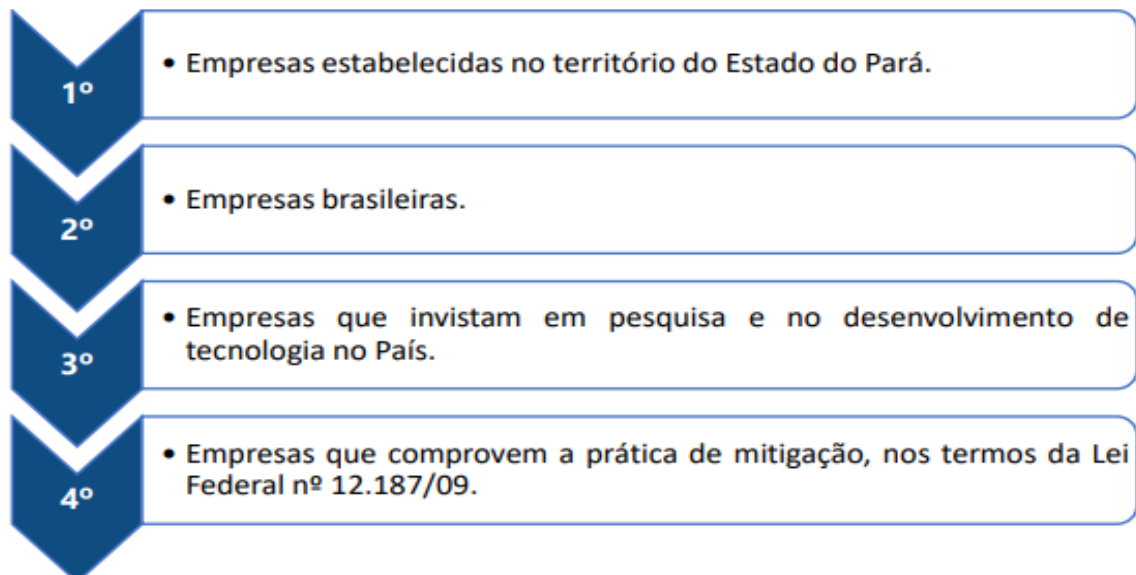 1º
• Empresas estabelecidas no território do Estado do Pará.
2º
• Empresas brasileiras.
3º
• Empresas que invistam em pesquisa e no desenvolvimento de
tecnologia no País.
4º
• Empresas que comprovem a prática de mitigação, nos termos da Lei
Federal nº 12.187/09.